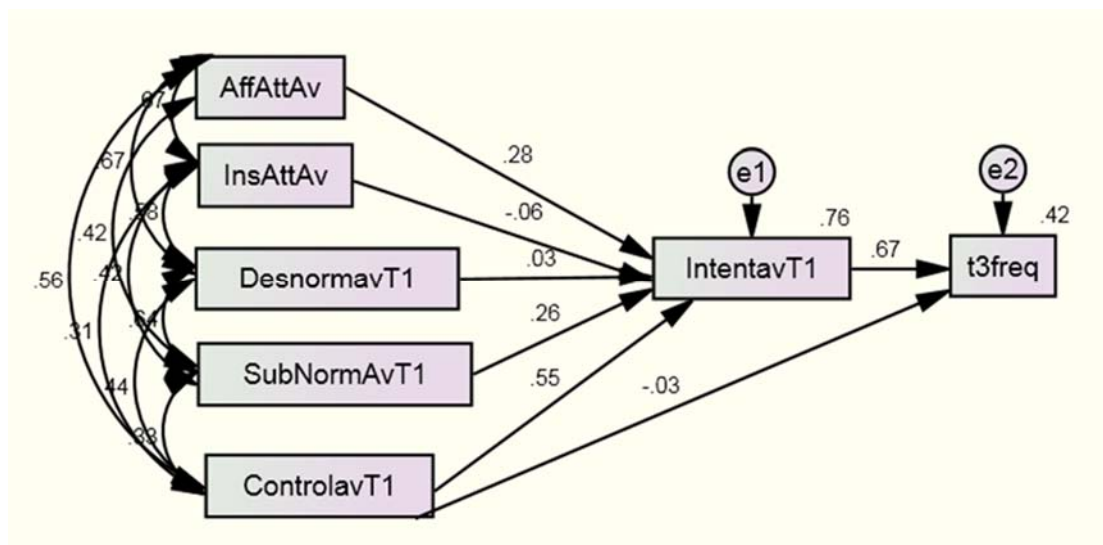 AffAttAv
InsAttAv
DesnormavT1
SubNormAvT1
ControlavT1
.67
.42
.56
.31
.44
.33
.28
-.06
.03
.26
.55
-.03
e1
.76
IntentavT1
.67
e2
.42
t3freq